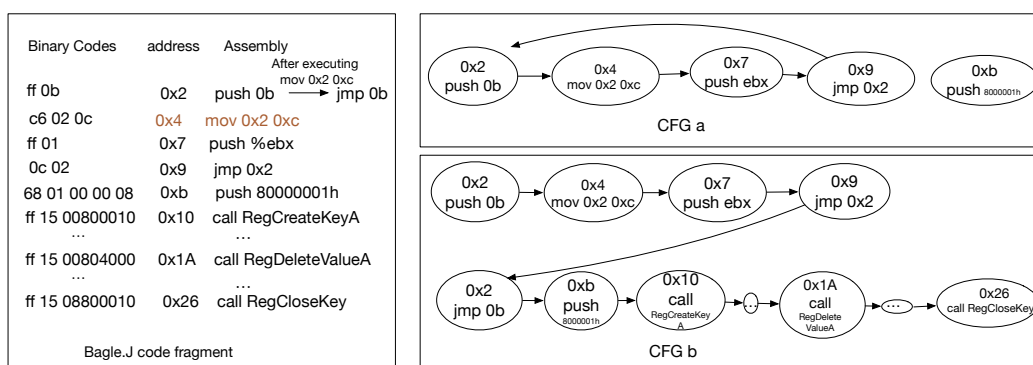 Binary Codes address Assembly
After executing
mov 0x2 0xc
ff 0b 0x2 push 0b jmp 0b
c6 02 0c 0x4 mov 0x2 0xc
ff 01 0x7 push %ebx
0c 02 0x9 jmp 0x2
68 01 00 00 08 0xb push 80000001h
ff 15 00800010 0x10 call RegCreateKeyA
... ...
ff 15 00804000 0x1A call RegDeleteValueA
... ...
ff 15 08800010 0x26 call RegCloseKey
Bagle.J code fragment
0x2
push 0b
0x4
mov 0x2 0xc
0x7
push ebx
0x9
jmp 0x2
0xb
push 8000001h
CFG a
0x2
push 0b
0x4
mov 0x2 0xc
0x7
push ebx
0x9
jmp 0x2
0x2
jmp 0b
0xb
push
8000001h
0x10
call
RegCreateKey
A
...
0x1A
call
RegDelete
ValueA
...
0x26
call RegCloseKey
CFG b